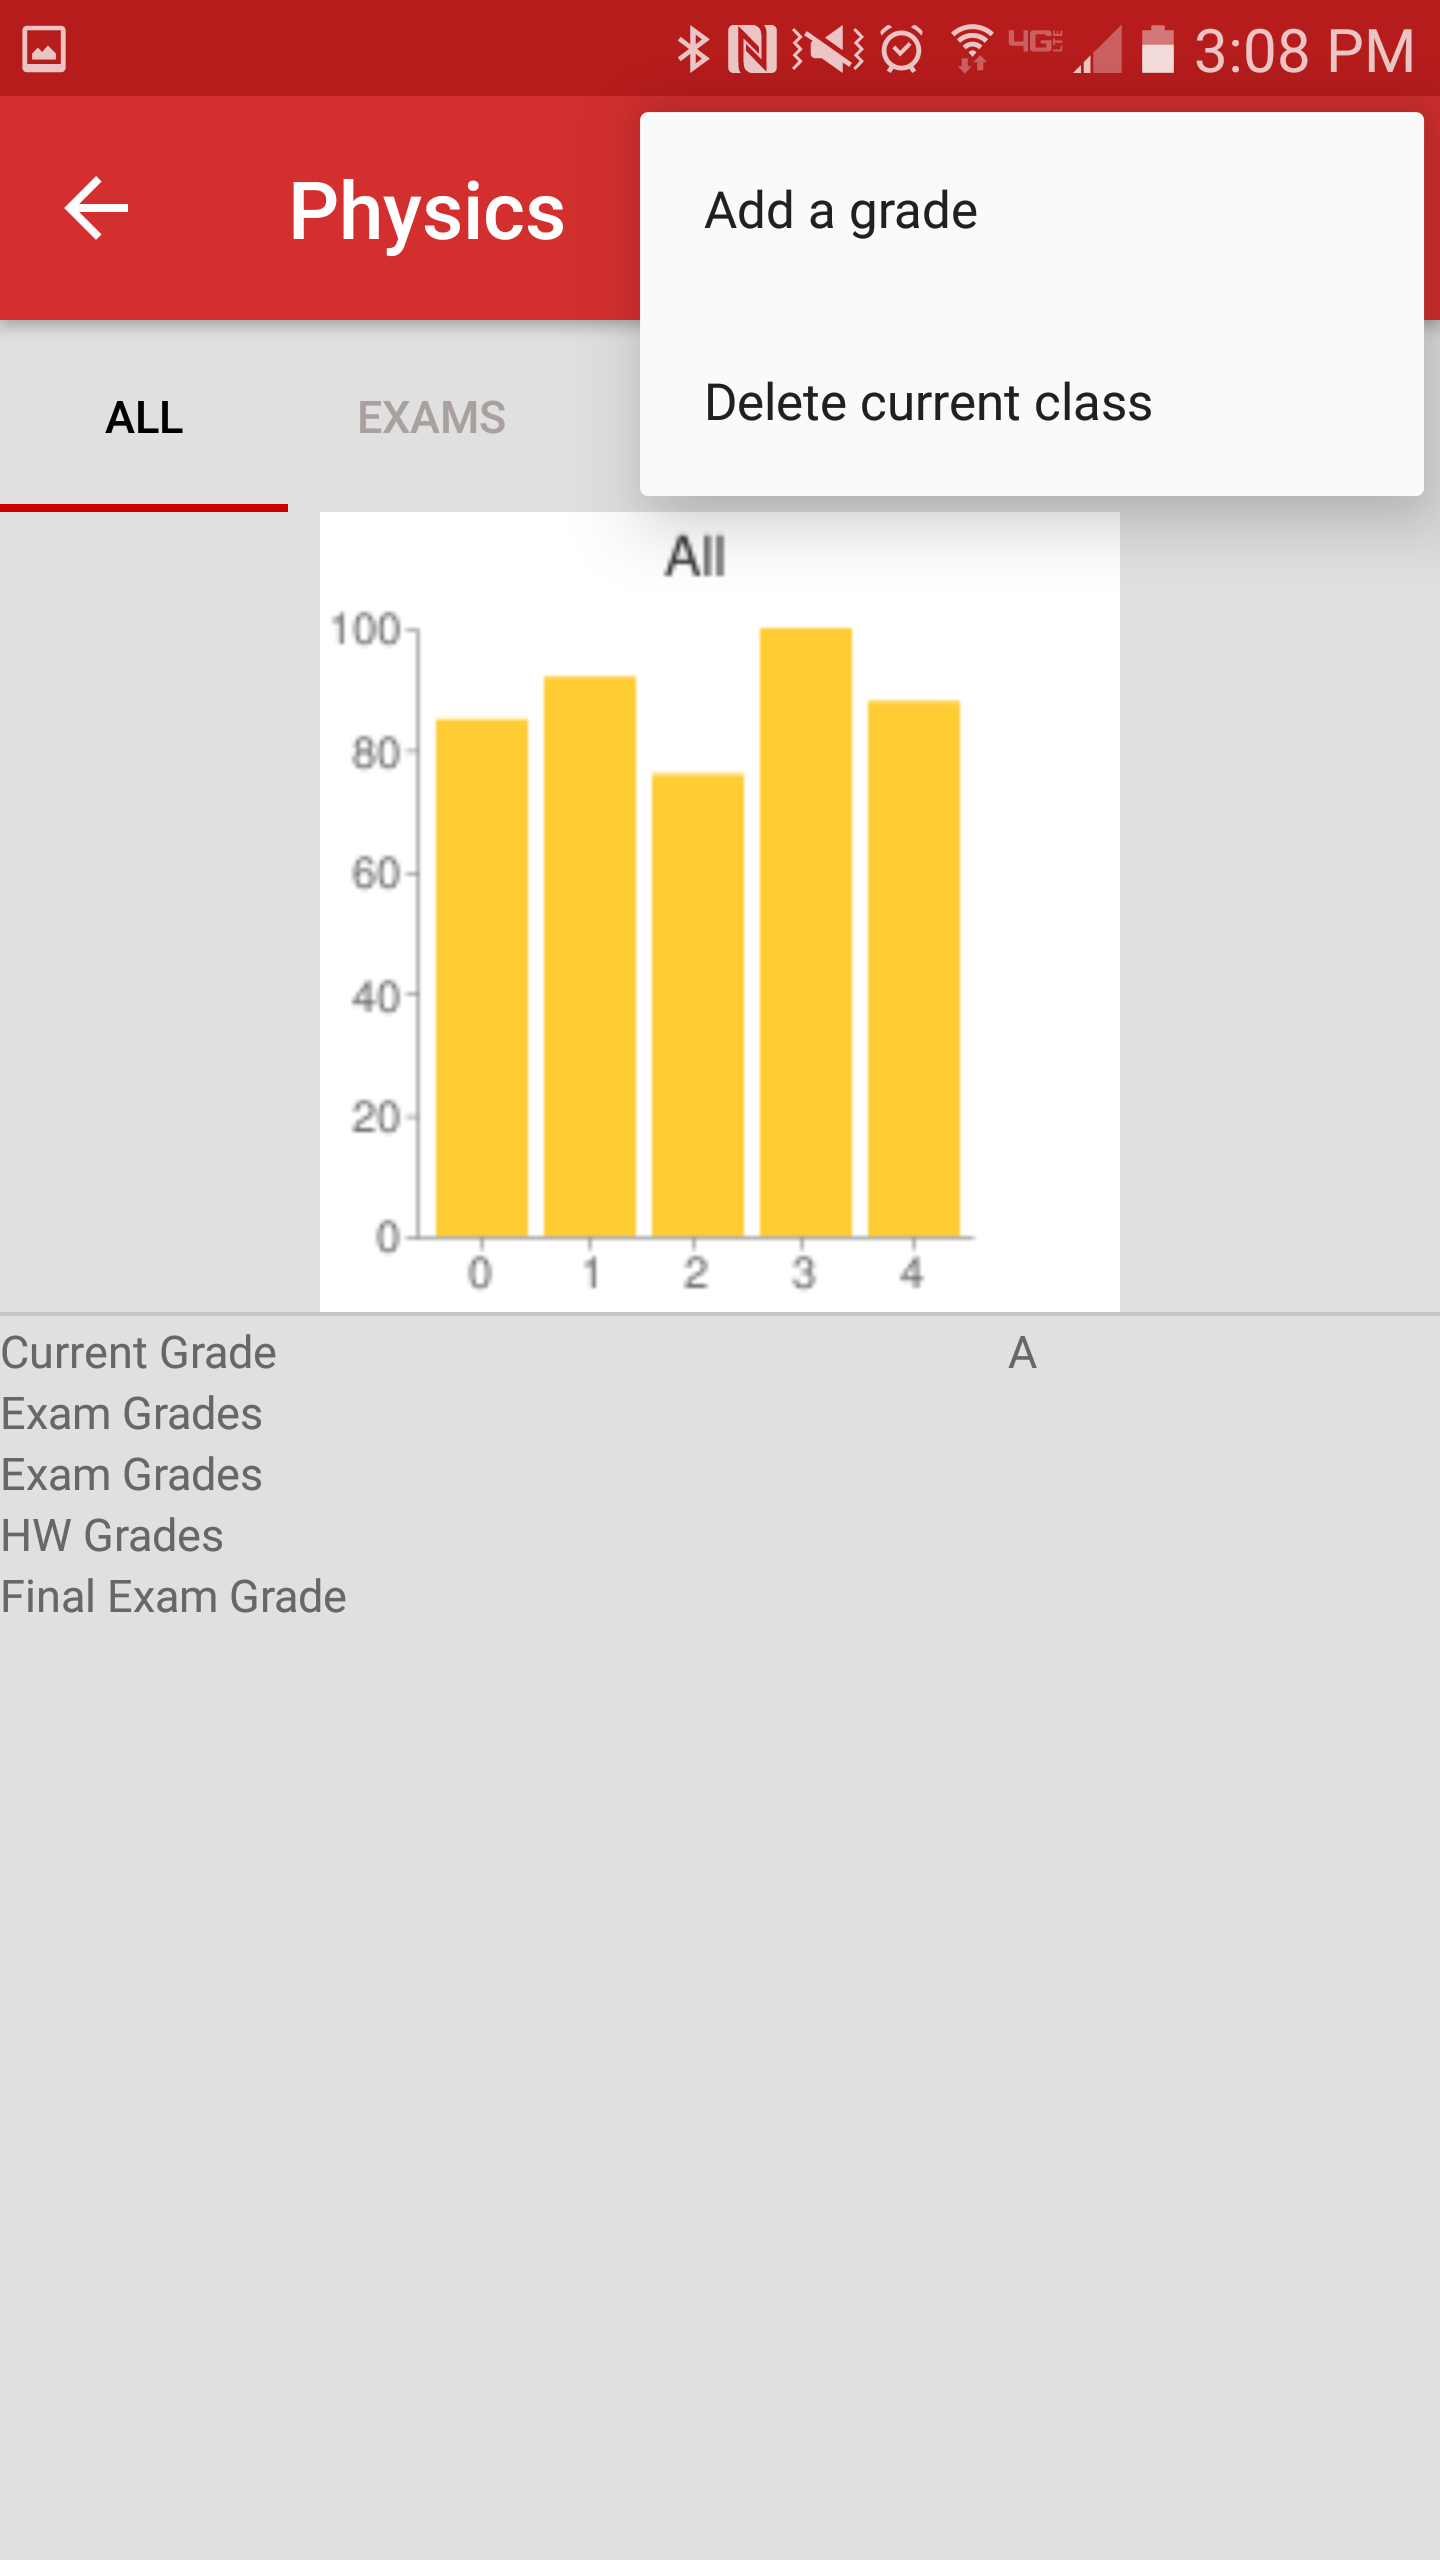 4G LTE 3:08 PM
Physics
Add a grade
Delete current class
ALL EXAMS
All
100
80
60
40
20
0
0 1 2 3 4
Current Grade A
Exam Grades
Exam Grades
HW Grades
Final Exam Grade